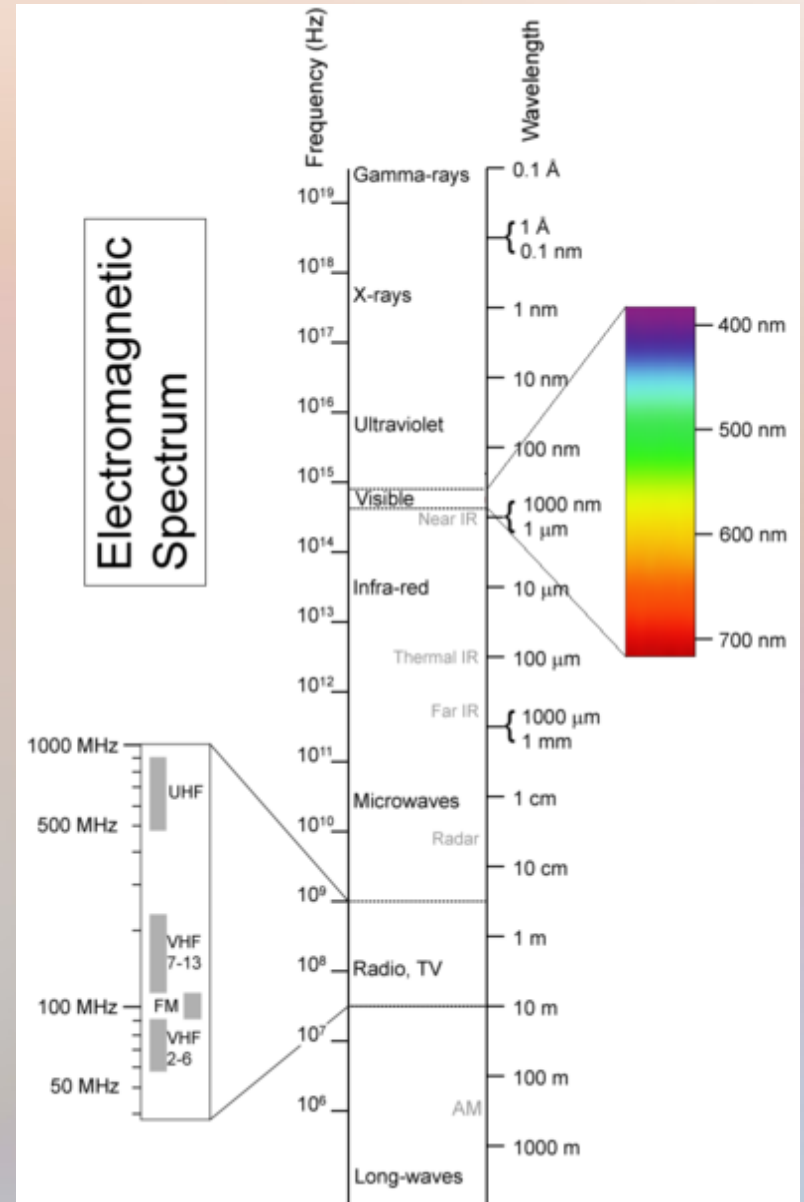 Electromagnetic
Spectrum
Frequency (Hz)
Wavelength
10¹⁹
10¹⁸
10¹⁷
10¹⁶
10¹⁵
10¹⁴
10¹³
10¹²
10¹¹
10¹⁰
10⁹
10⁸
10⁷
10⁶
Gamma-rays
X-rays
Ultraviolet
Visible
Near IR
Infra-red
Thermal IR
Far IR
Microwaves
Radar
Radio, TV
AM
Long-waves
0.1 Å
1 Å
0.1 nm
1 nm
10 nm
100 nm
1000 nm
1 μm
10 μm
100 μm
1000 μm
1 mm
1 cm
10 cm
1 m
10 m
100 m
1000 m
400 nm
500 nm
600 nm
700 nm
1000 MHz
500 MHz
100 MHz
50 MHz
UHF
VHF
7-13
FM
VHF
2-6